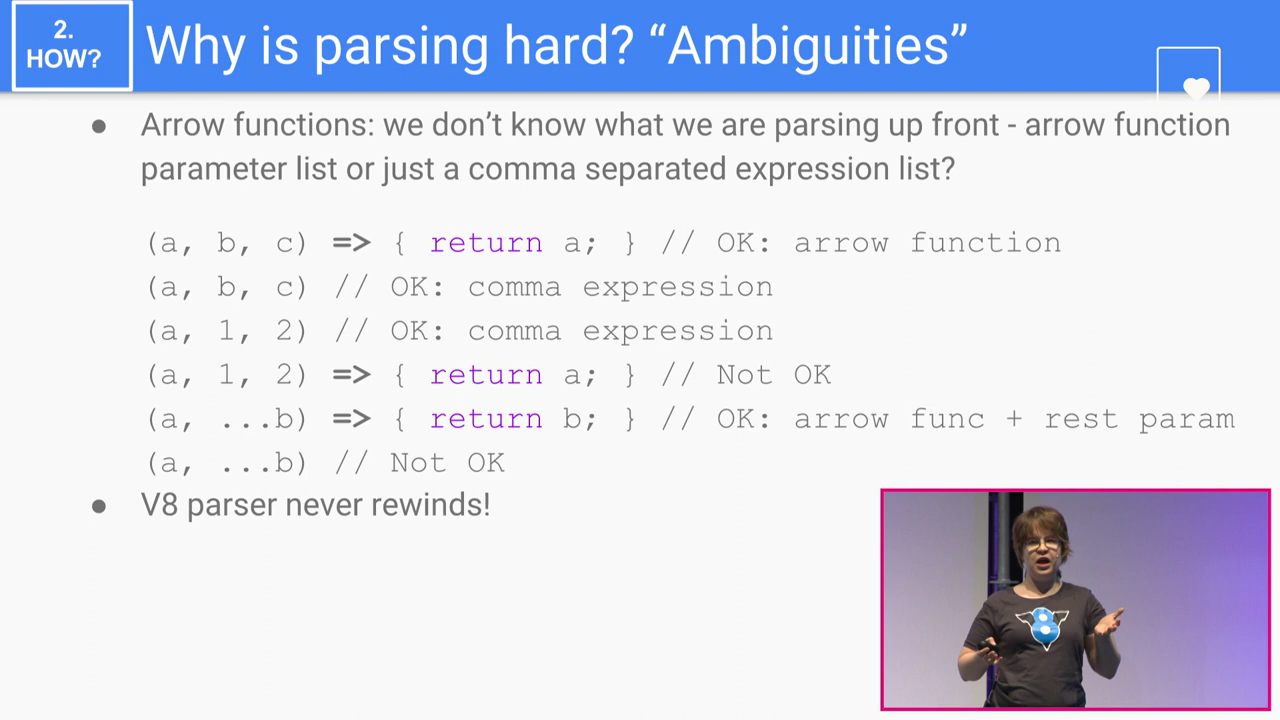 2.
HOW?
Why is parsing hard? “Ambiguities”
● Arrow functions: we don’t know what we are parsing up front - arrow function
parameter list or just a comma separated expression list?
(a, b, c) => { return a; } // OK: arrow function
(a, b, c) // OK: comma expression
(a, 1, 2) // OK: comma expression
(a, 1, 2) => { return a; } // Not OK
(a, ...b) => { return b; } // OK: arrow func + rest param
(a, ...b) // Not OK
● V8 parser never rewinds!
8